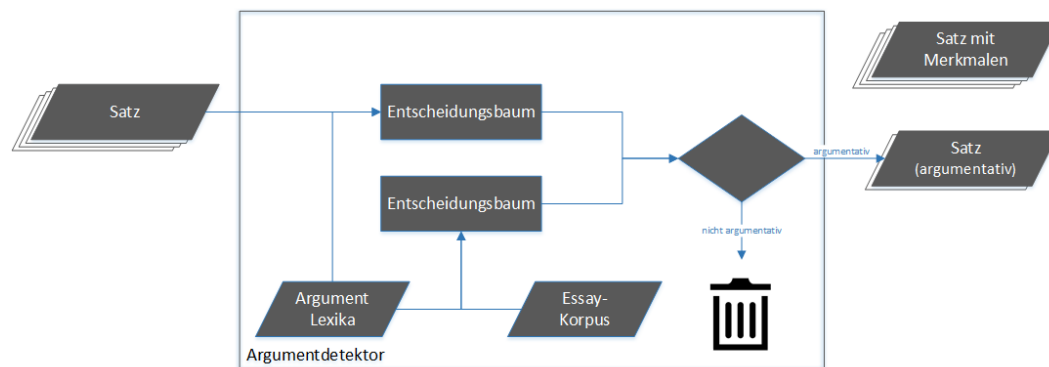 Satz
Entscheidungsbaum
Entscheidungsbaum
Argument
Lexika
Essay-
Korpus
Argumentdetektor
argumentativ
nicht argumentativ
Satz mit
Merkmalen
Satz
(argumentativ)